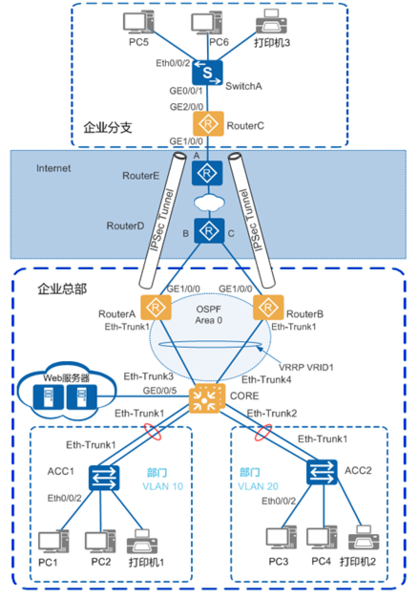 PC5
PC6
打印机3
Eth0/0/2
S
SwitchA
GE0/0/1
企业分支
GE2/0/0
R
RouterC
GE1/0/0
A
Internet
RouterE
R
IPSec Tunnel
IPSec Tunnel
RouterD
B
R
C
企业总部
GE1/0/0
GE1/0/0
R
R
RouterA
OSPF
RouterB
Eth-Trunk1
Area 0
Eth-Trunk1
VRRP VRID1
Web服务器
Eth-Trunk3
Eth-Trunk4
GE0/0/5
CORE
Eth-Trunk1
Eth-Trunk2
Eth-Trunk1
Eth-Trunk1
ACC1
部门
部门
ACC2
VLAN 10
VLAN 20
Eth0/0/2
Eth0/0/2
PC1
PC2
打印机1
PC3
PC4
打印机2